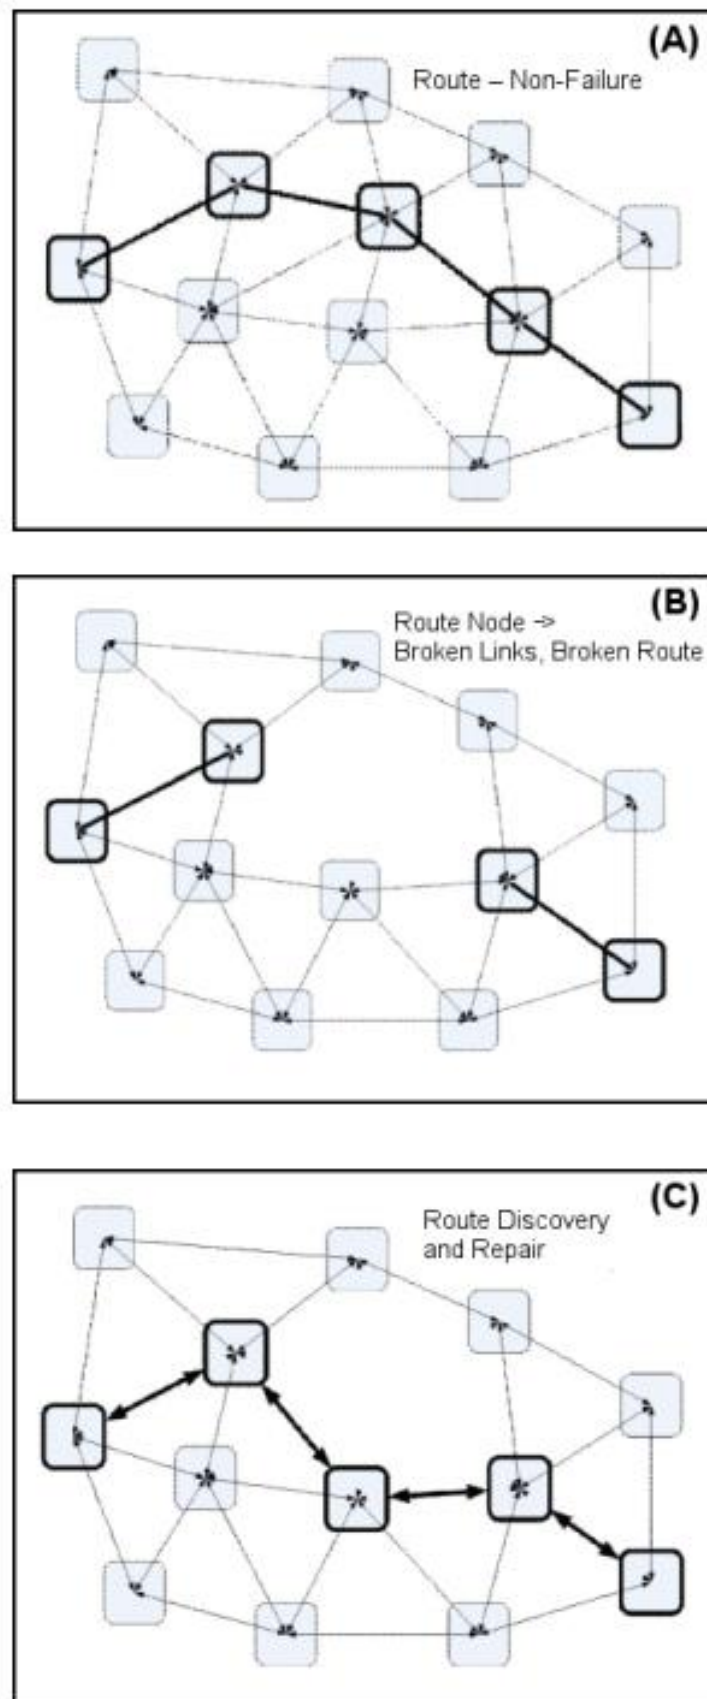 (A)
Route – Non-Failure
(B)
Route Node ->
Broken Links, Broken Route
(C)
Route Discovery
and Repair